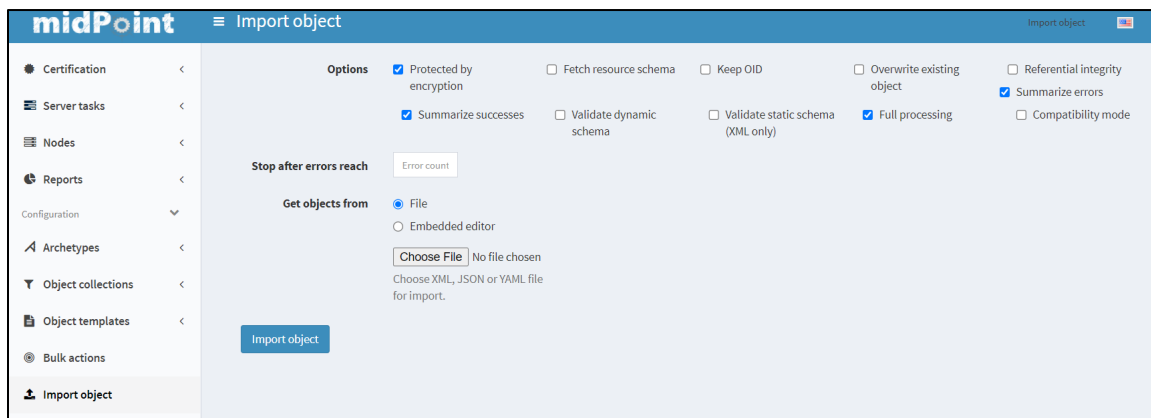 midPoint
Import object
Import object
Certification
Server tasks
Nodes
Reports
Configuration
Archetypes
Object collections
Object templates
Bulk actions
Import object
Options
Protected by
encryption
Fetch resource schema
Keep OID
Overwrite existing
object
Referential integrity
Summarize errors
Summarize successes
Validate dynamic
schema
Validate static schema
(XML only)
Full processing
Compatibility mode
Stop after errors reach
Error count
Get objects from
File
Embedded editor
Choose File No file chosen
Choose XML, JSON or YAML file
for import.
Import object